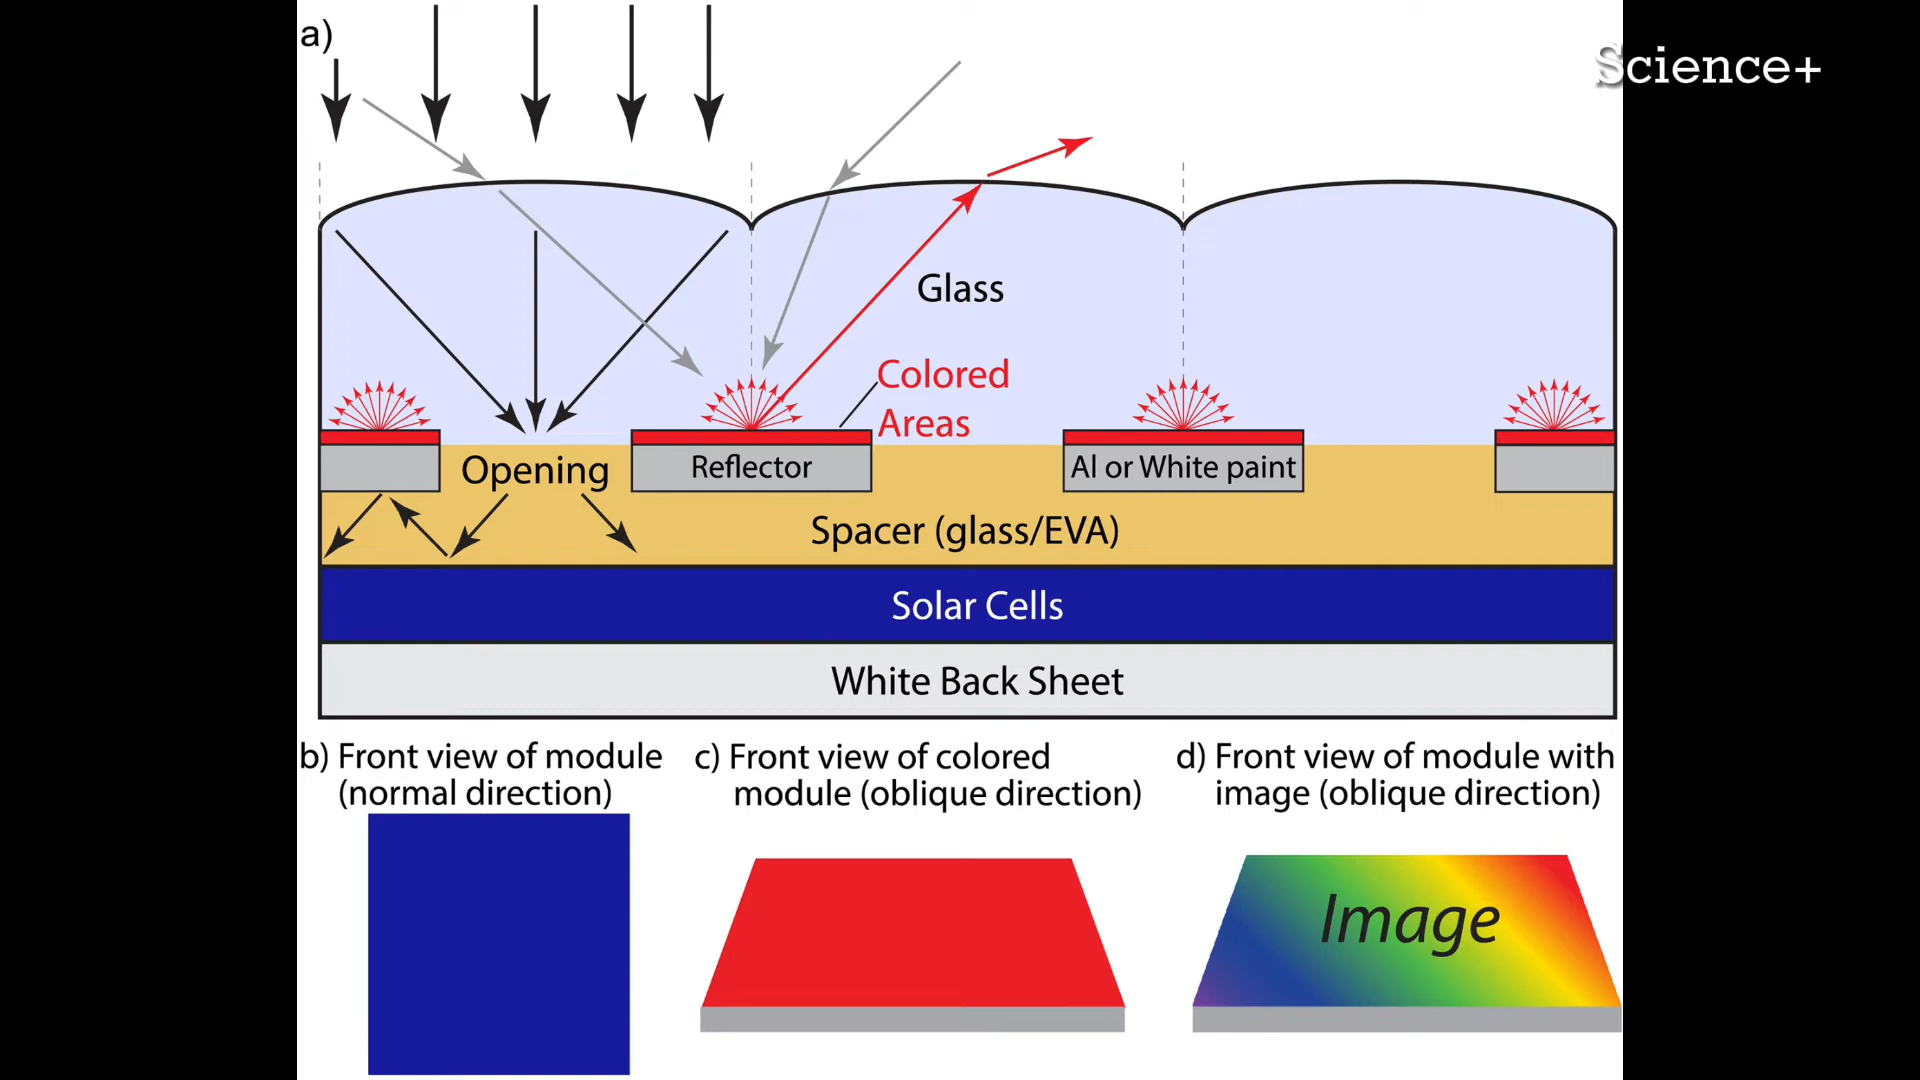 a)
Science+
Glass
Colored
Areas
Opening
Reflector
Al or White paint
Spacer (glass/EVA)
Solar Cells
White Back Sheet
b) Front view of module
(normal direction)
c) Front view of colored
module (oblique direction)
d) Front view of module with
image (oblique direction)
Image